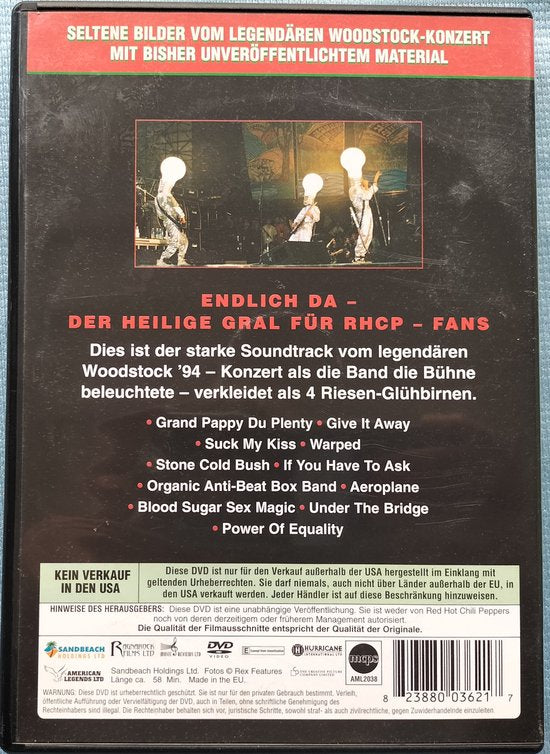 SELTENE BILDER VOM LEGENDÄREN WOODSTOCK-KONZERT
MIT BISHER UNVERÖFFENTLICHTEM MATERIAL
ENDLICH DA –
DER HEILIGE GRAL FÜR RHCP – FANS
Dies ist der starke Soundtrack vom legendären
Woodstock '94 – Konzert als die Band die Bühne
beleuchtete – verkleidet als 4 Riesen-Glühbirnen.
• Grand Pappy Du Plenty • Give It Away
• Suck My Kiss • Warped
• Stone Cold Bush • If You Have To Ask
• Organic Anti-Beat Box Band • Aeroplane
• Blood Sugar Sex Magic • Under The Bridge
• Power Of Equality
KEIN VERKAUF
IN DEN USA
Diese DVD ist nur für den Verkauf außerhalb der USA hergestellt im Einklang mit
geltenden Urheberrechten. Sie darf niemals, auch nicht über Länder außerhalb der EU, in
den USA verkauft werden. Jeder Händler ist auf diese Beschränkung hinzuweisen.
HINWEISE DES HERAUSGEBERS: Diese DVD ist eine unabhängige Veröffentlichung. Sie ist weder von Red Hot Chili Peppers
noch von deren derzeitigem oder früherem Management autorisiert.
Die Qualität der Filmausschnitte entspricht der Qualität der Originale.
SANDBEACH
HOLDINGS LTD
RAGNAROCK
FILMS LTD
DVD
VIDEO
HURRICANE
INTERNATIONAL LTD
mcps
AML2038
AMERICAN
LEGENDS LTD
Sandbeach Holdings Ltd. Fotos © Rex Features
Länge ca. 58 Min. Made in the EU.
WARNUNG: Diese DVD ist urheberrechtlich geschützt. Sie ist nur für den privaten Gebrauch bestimmt. Verleih,
öffentliche Aufführung oder Vervielfältigung der DVD, auch in Teilen, ohne schriftliche Genehmigung des
Rechteinhabers sind illegal. Die Rechteinhaber behalten sich vor, juristische Schritte, sowohl straf- als auch zivilrechtliche, gegen Zuwiderhandelnde einzuleiten
8 23880 03621 7